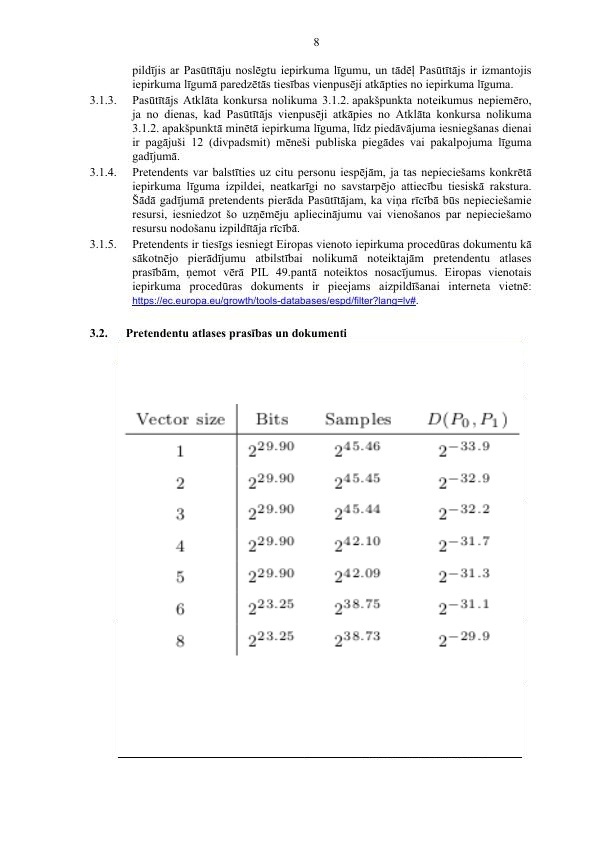 8
pildījis ar Pasūtītāju noslēgtu iepirkuma līgumu, un tādēļ Pasūtītājs ir izmantojis
iepirkuma līgumā paredzētās tiesības vienpusēji atkāpties no iepirkuma līguma.
3.1.3. Pasūtītājs Atklāta konkursa nolikuma 3.1.2. apakšpunkta noteikumus nepiemēro,
ja no dienas, kad Pasūtītājs vienpusēji atkāpies no Atklāta konkursa nolikuma
3.1.2. apakšpunktā minētā iepirkuma līguma, līdz piedāvājuma iesniegšanas dienai
ir pagājuši 12 (divpadsmit) mēneši publiska piegādes vai pakalpojuma līguma
gadījumā.
3.1.4. Pretendents var balstīties uz citu personu iespējām, ja tas nepieciešams konkrētā
iepirkuma līguma izpildei, neatkarīgi no savstarpējo attiecību tiesiskā rakstura.
Šādā gadījumā pretendents pierāda Pasūtītājam, ka viņa rīcībā būs nepieciešamie
resursi, iesniedzot šo uzņēmēju apliecinājumu vai vienošanos par nepieciešamo
resursu nodošanu izpildītāja rīcībā.
3.1.5. Pretendents ir tiesīgs iesniegt Eiropas vienoto iepirkuma procedūras dokumentu kā
sākotnējo pierādījumu atbilstībai nolikumā noteiktajām pretendentu atlases
prasībām, ņemot vērā PIL 49.pantā noteiktos nosacījumus. Eiropas vienotais
iepirkuma procedūras dokuments ir pieejams aizpildīšanai interneta vietnē:
https://ec.europa.eu/growth/tools-databases/espd/filter?lang=lv#.
3.2. Pretendentu atlases prasības un dokumenti
Vector size Bits Samples D(P₀, P₁)
1 2^29.90 2^45.46 2^−33.9
2 2^29.90 2^45.45 2^−32.9
3 2^29.90 2^45.44 2^−32.2
4 2^29.90 2^42.10 2^−31.7
5 2^29.90 2^42.09 2^−31.3
6 2^23.25 2^38.75 2^−31.1
8 2^23.25 2^38.73 2^−29.9